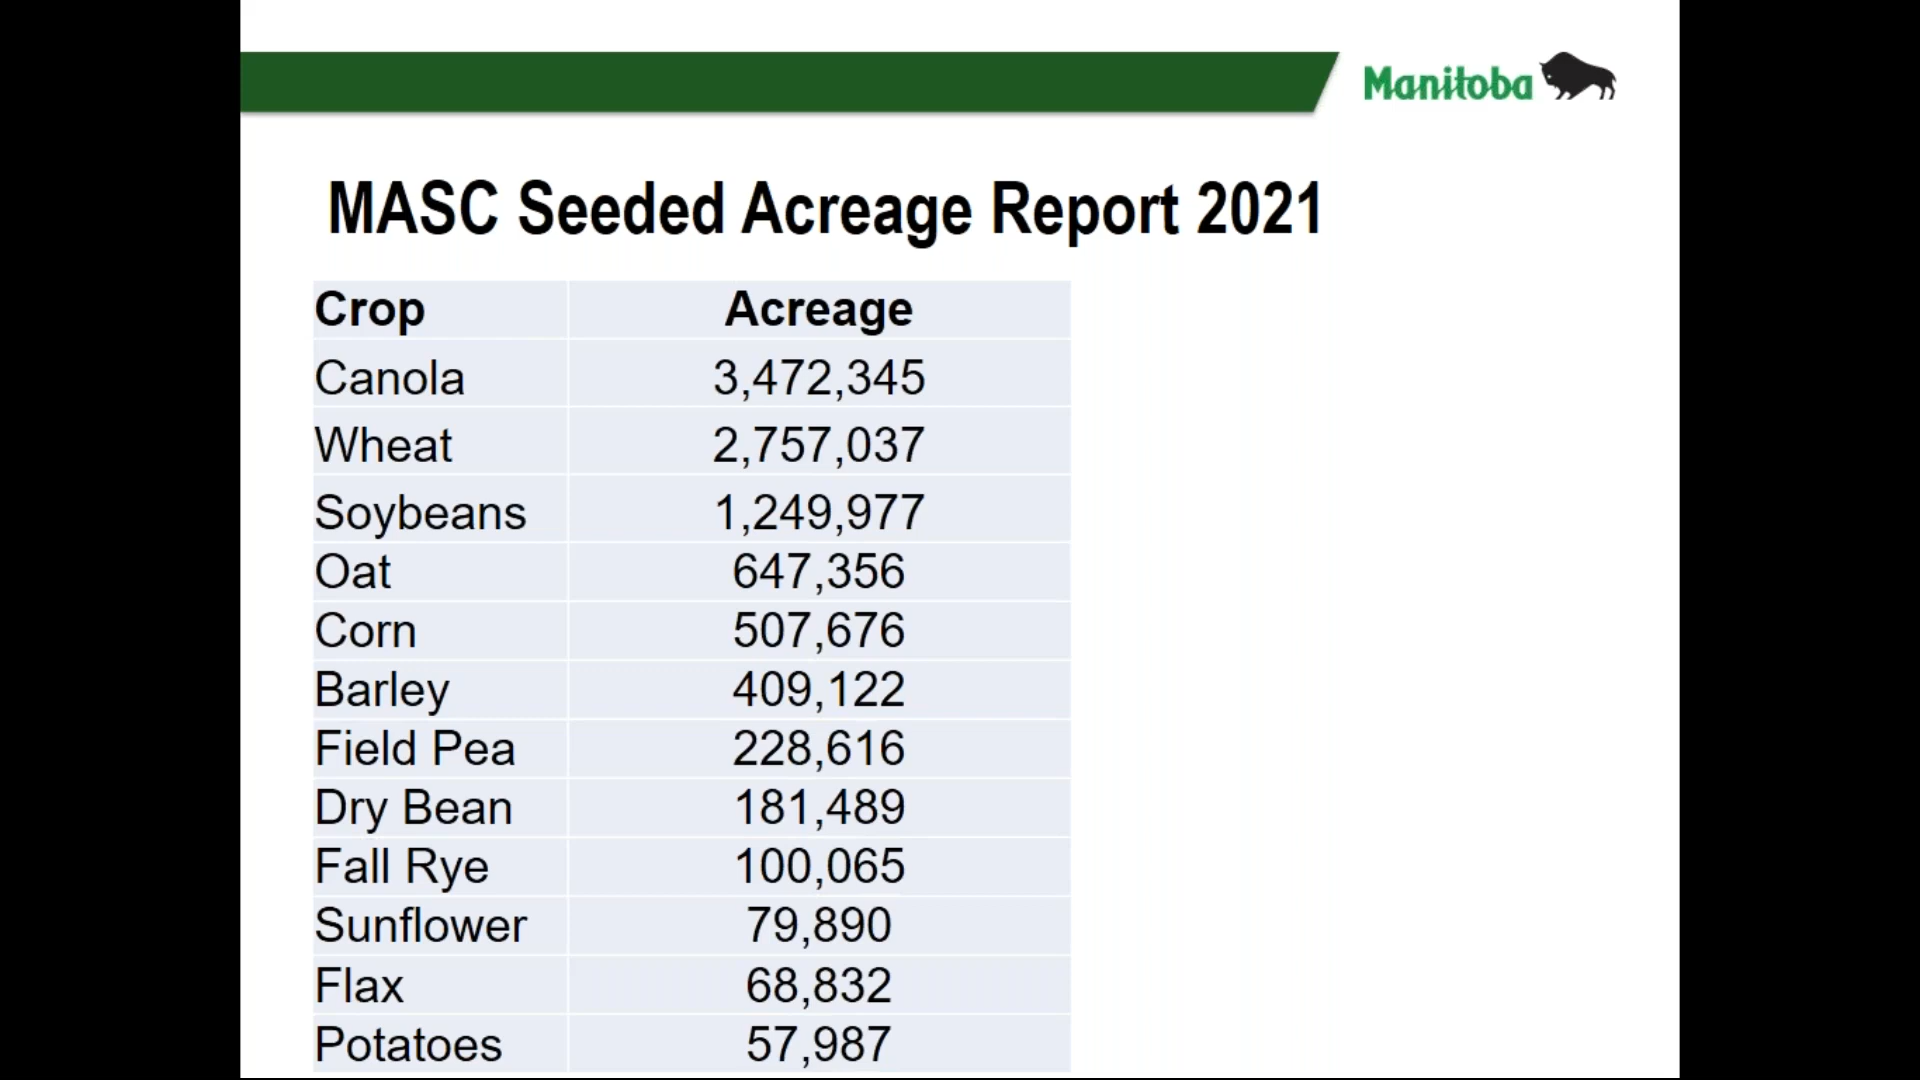 Manitoba
MASC Seeded Acreage Report 2021
Crop Acreage
Canola 3,472,345
Wheat 2,757,037
Soybeans 1,249,977
Oat 647,356
Corn 507,676
Barley 409,122
Field Pea 228,616
Dry Bean 181,489
Fall Rye 100,065
Sunflower 79,890
Flax 68,832
Potatoes 57,987